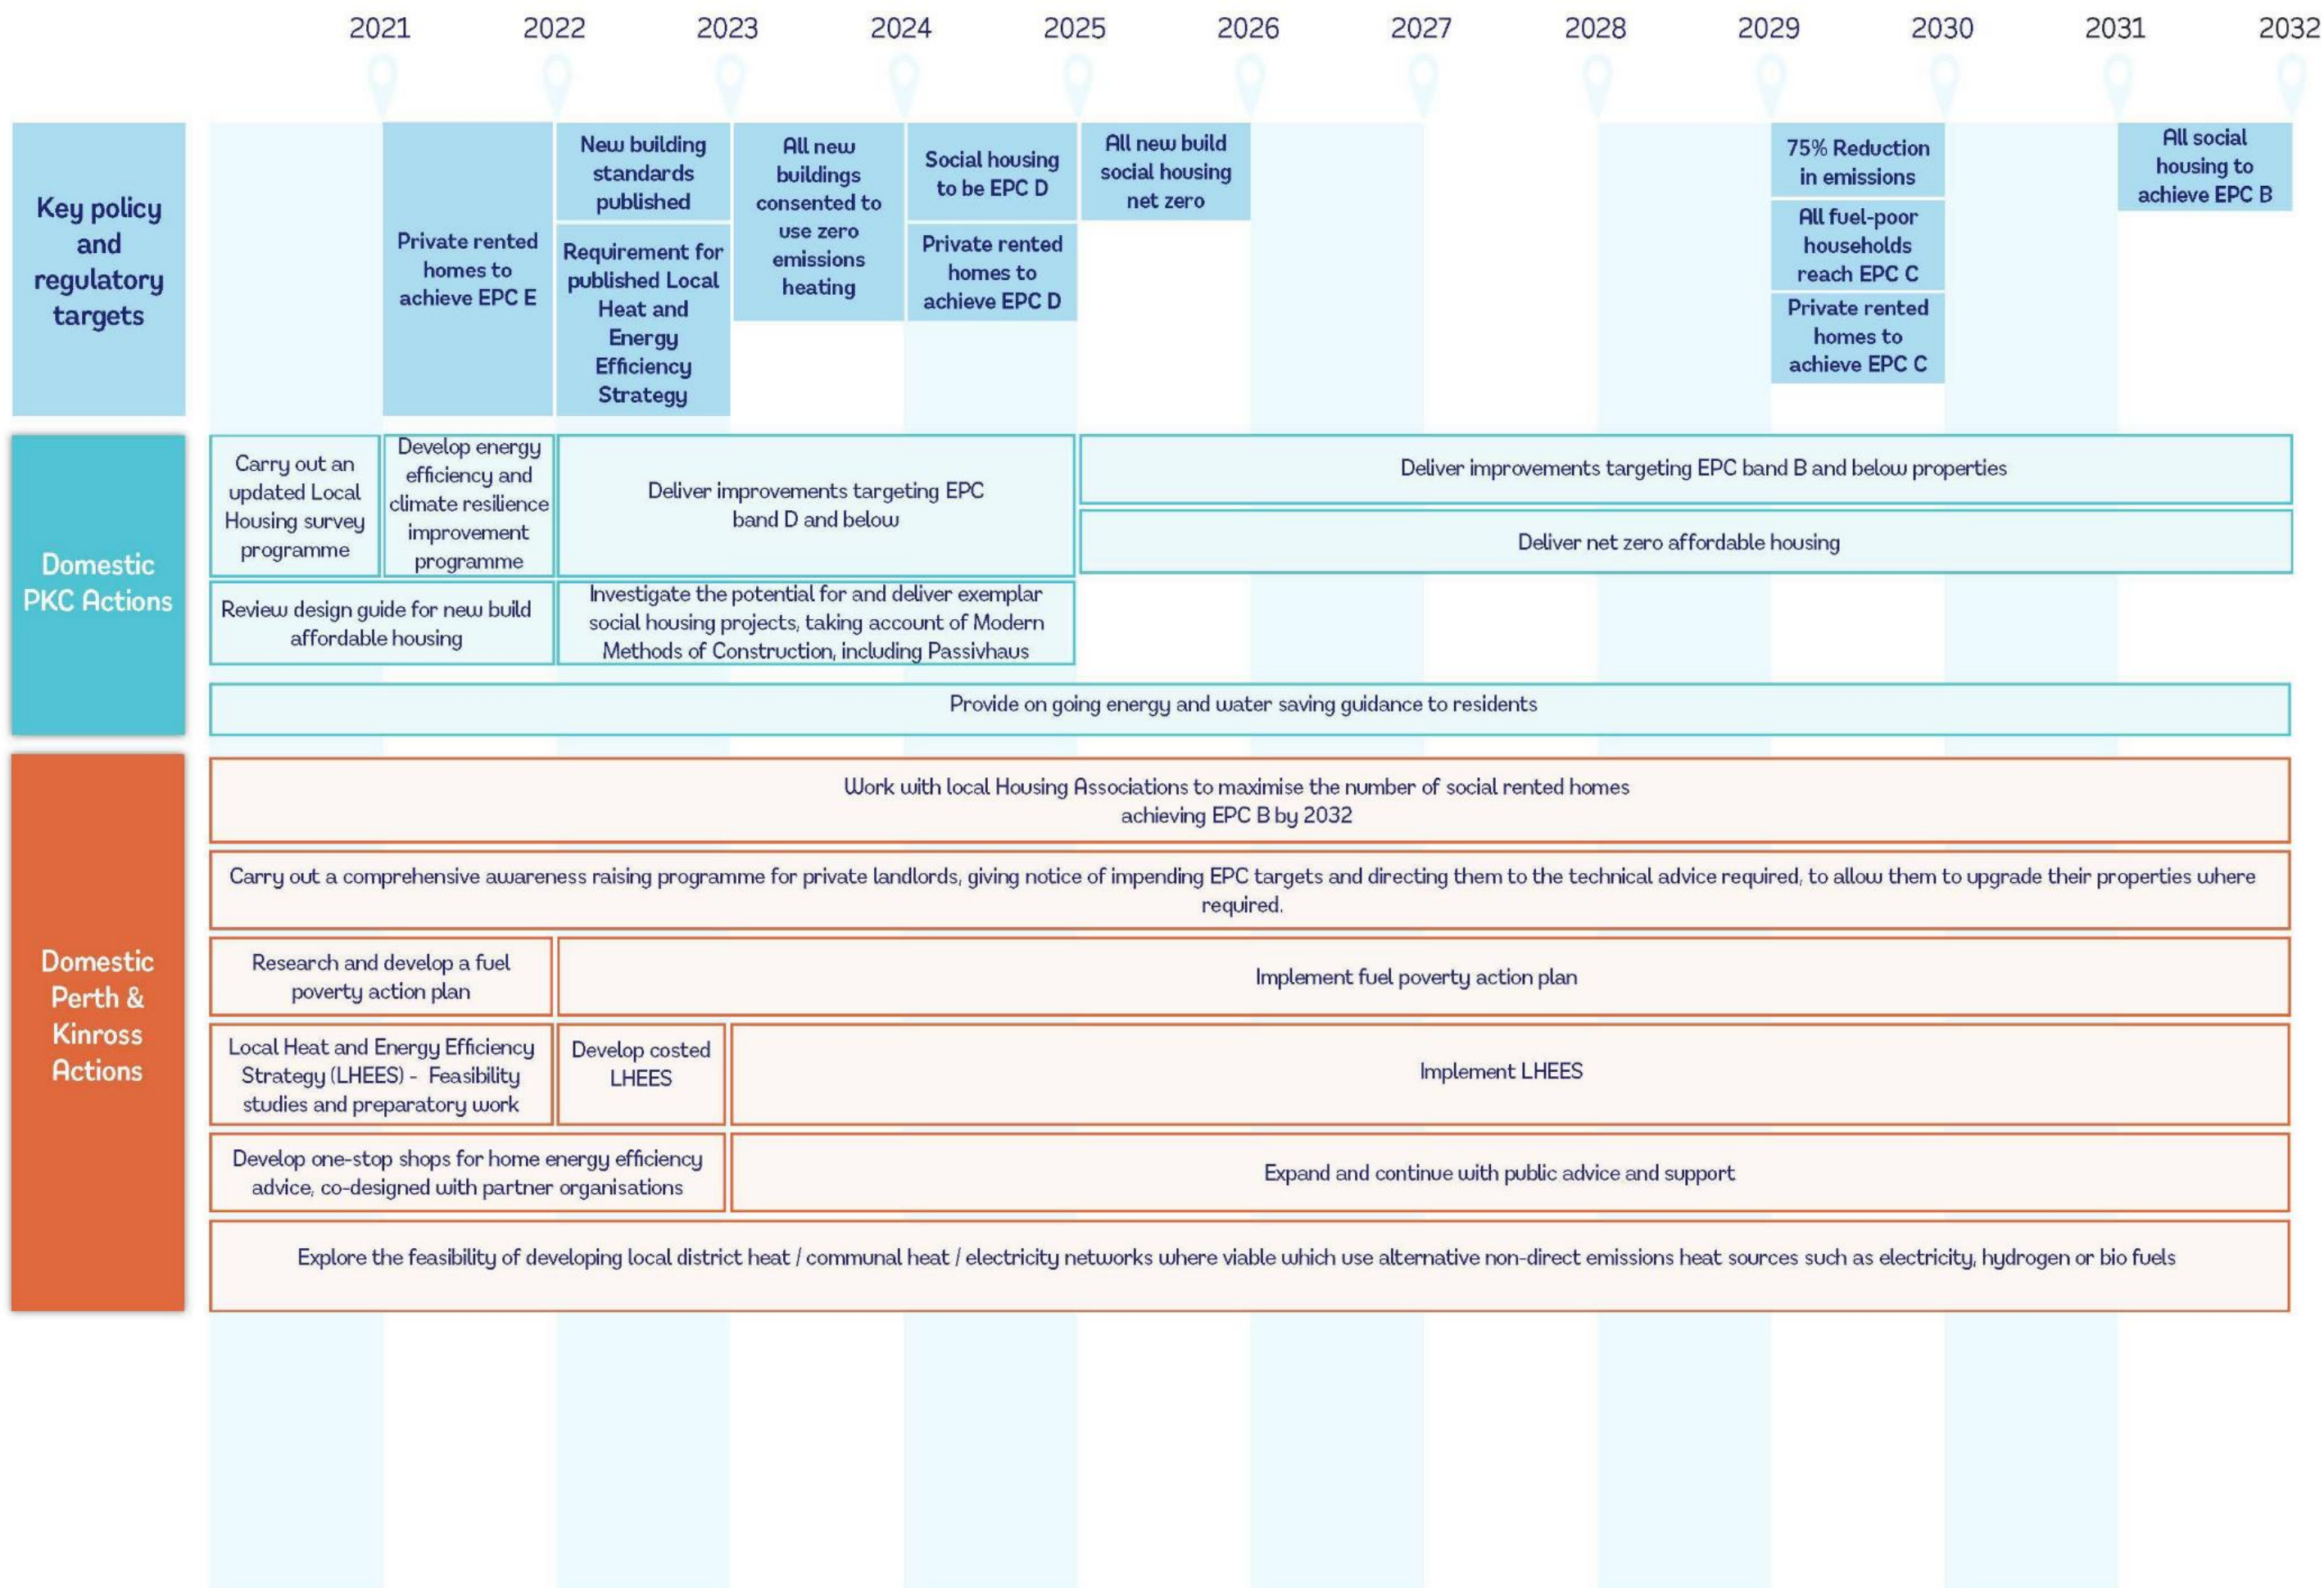 2021 2022 2023 2024 2025 2026 2027 2028 2029 2030 2031 2032
Key policy
and
regulatory
targets
Private rented
homes to
achieve EPC E
New building
standards
published
Requirement for
published Local
Heat and
Energy
Efficiency
Strategy
All new
buildings
consented to
use zero
emissions
heating
Social housing
to be EPC D
Private rented
homes to
achieve EPC D
All new build
social housing
net zero
75% Reduction
in emissions
All fuel-poor
households
reach EPC C
Private rented
homes to
achieve EPC C
All social
housing to
achieve EPC B
Domestic
PKC Actions
Carry out an
updated Local
Housing survey
programme
Develop energy
efficiency and
climate resilience
improvement
programme
Deliver improvements targeting EPC
band D and below
Deliver improvements targeting EPC band B and below properties
Deliver net zero affordable housing
Review design guide for new build
affordable housing
Investigate the potential for and deliver exemplar
social housing projects, taking account of Modern
Methods of Construction, including Passivhaus
Provide on going energy and water saving guidance to residents
Domestic
Perth &
Kinross
Actions
Work with local Housing Associations to maximise the number of social rented homes
achieving EPC B by 2032
Carry out a comprehensive awareness raising programme for private landlords, giving notice of impending EPC targets and directing them to the technical advice required, to allow them to upgrade their properties where
required.
Research and develop a fuel
poverty action plan
Implement fuel poverty action plan
Local Heat and Energy Efficiency
Strategy (LHEES) - Feasibility
studies and preparatory work
Develop costed
LHEES
Implement LHEES
Develop one-stop shops for home energy efficiency
advice, co-designed with partner organisations
Expand and continue with public advice and support
Explore the feasibility of developing local district heat / communal heat / electricity networks where viable which use alternative non-direct emissions heat sources such as electricity, hydrogen or bio fuels